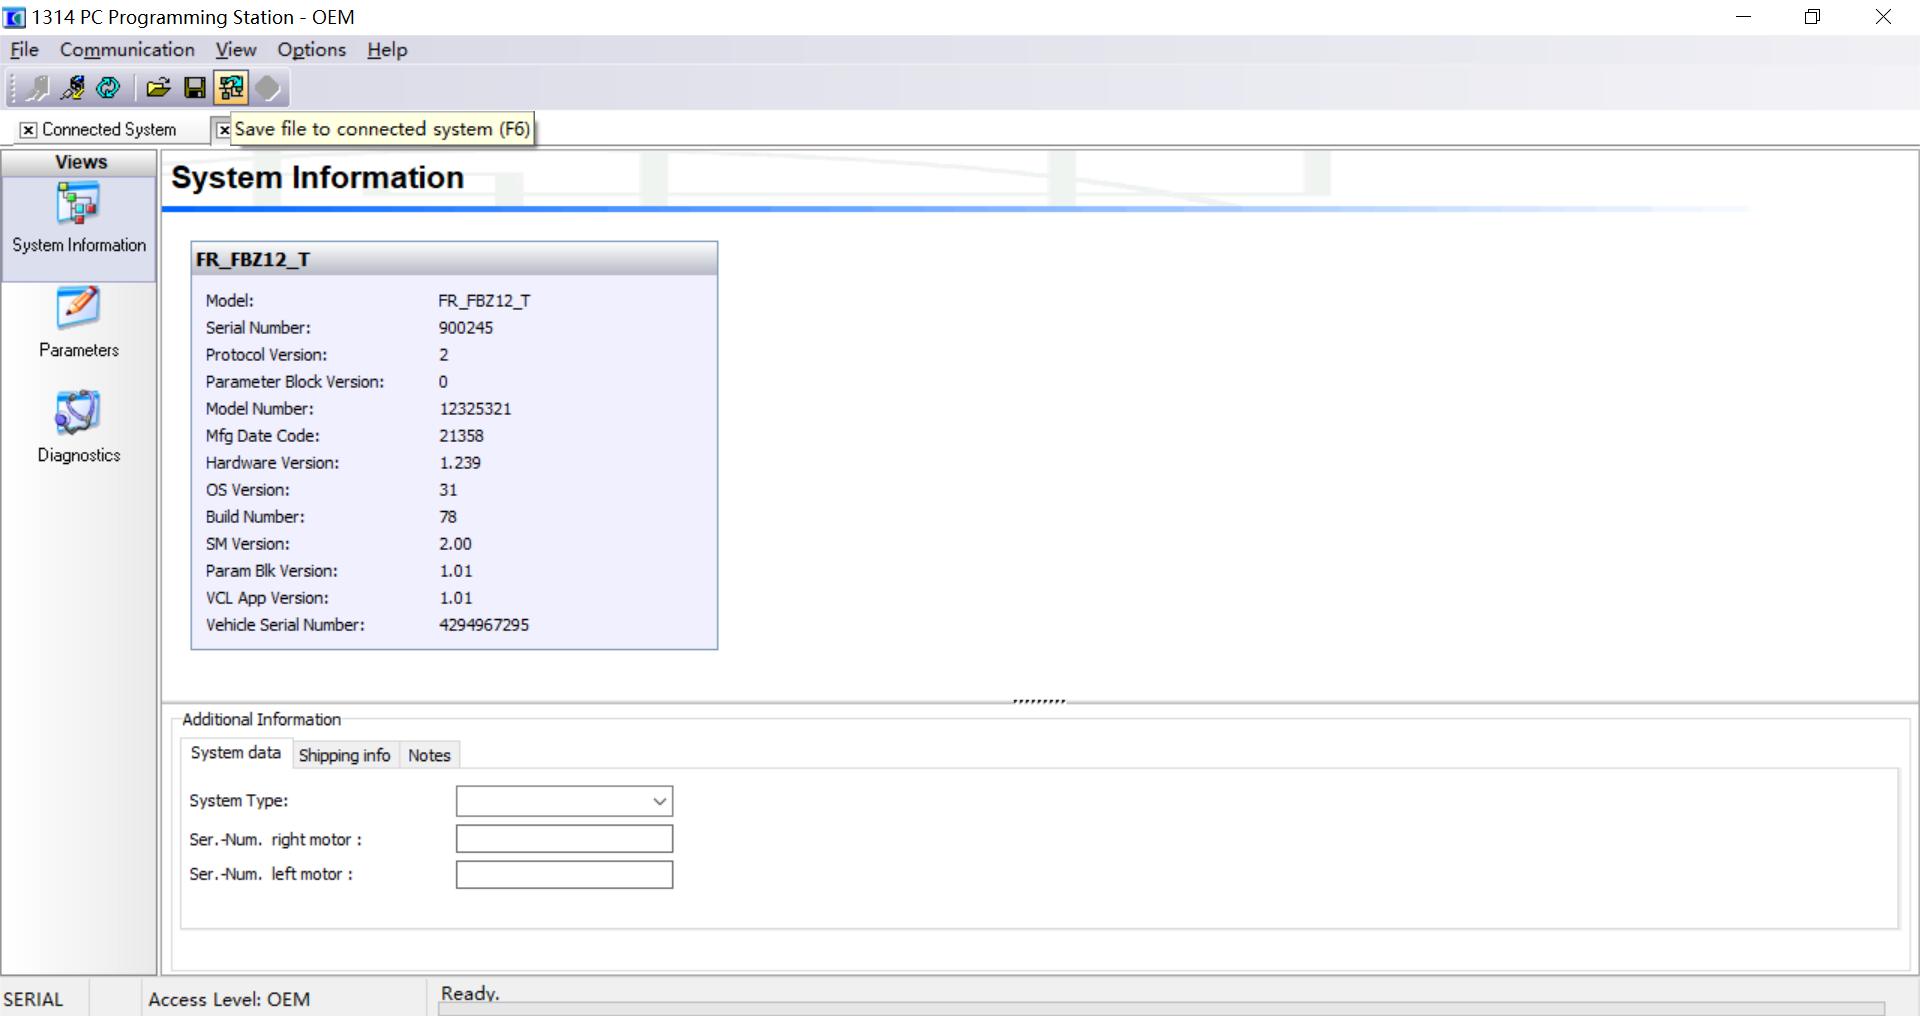 1314 PC Programming Station - OEM
File Communication View Options Help
Connected System
Save file to connected system (F6)
Views
System Information
Parameters
Diagnostics
System Information
FR_FBZ12_T
Model: FR_FBZ12_T
Serial Number: 900245
Protocol Version: 2
Parameter Block Version: 0
Model Number: 12325321
Mfg Date Code: 21358
Hardware Version: 1.239
OS Version: 31
Build Number: 78
SM Version: 2.00
Param Blk Version: 1.01
VCL App Version: 1.01
Vehicle Serial Number: 4294967295
Additional Information
System data Shipping info Notes
System Type:
Ser.-Num. right motor :
Ser.-Num. left motor :
SERIAL Access Level: OEM Ready.